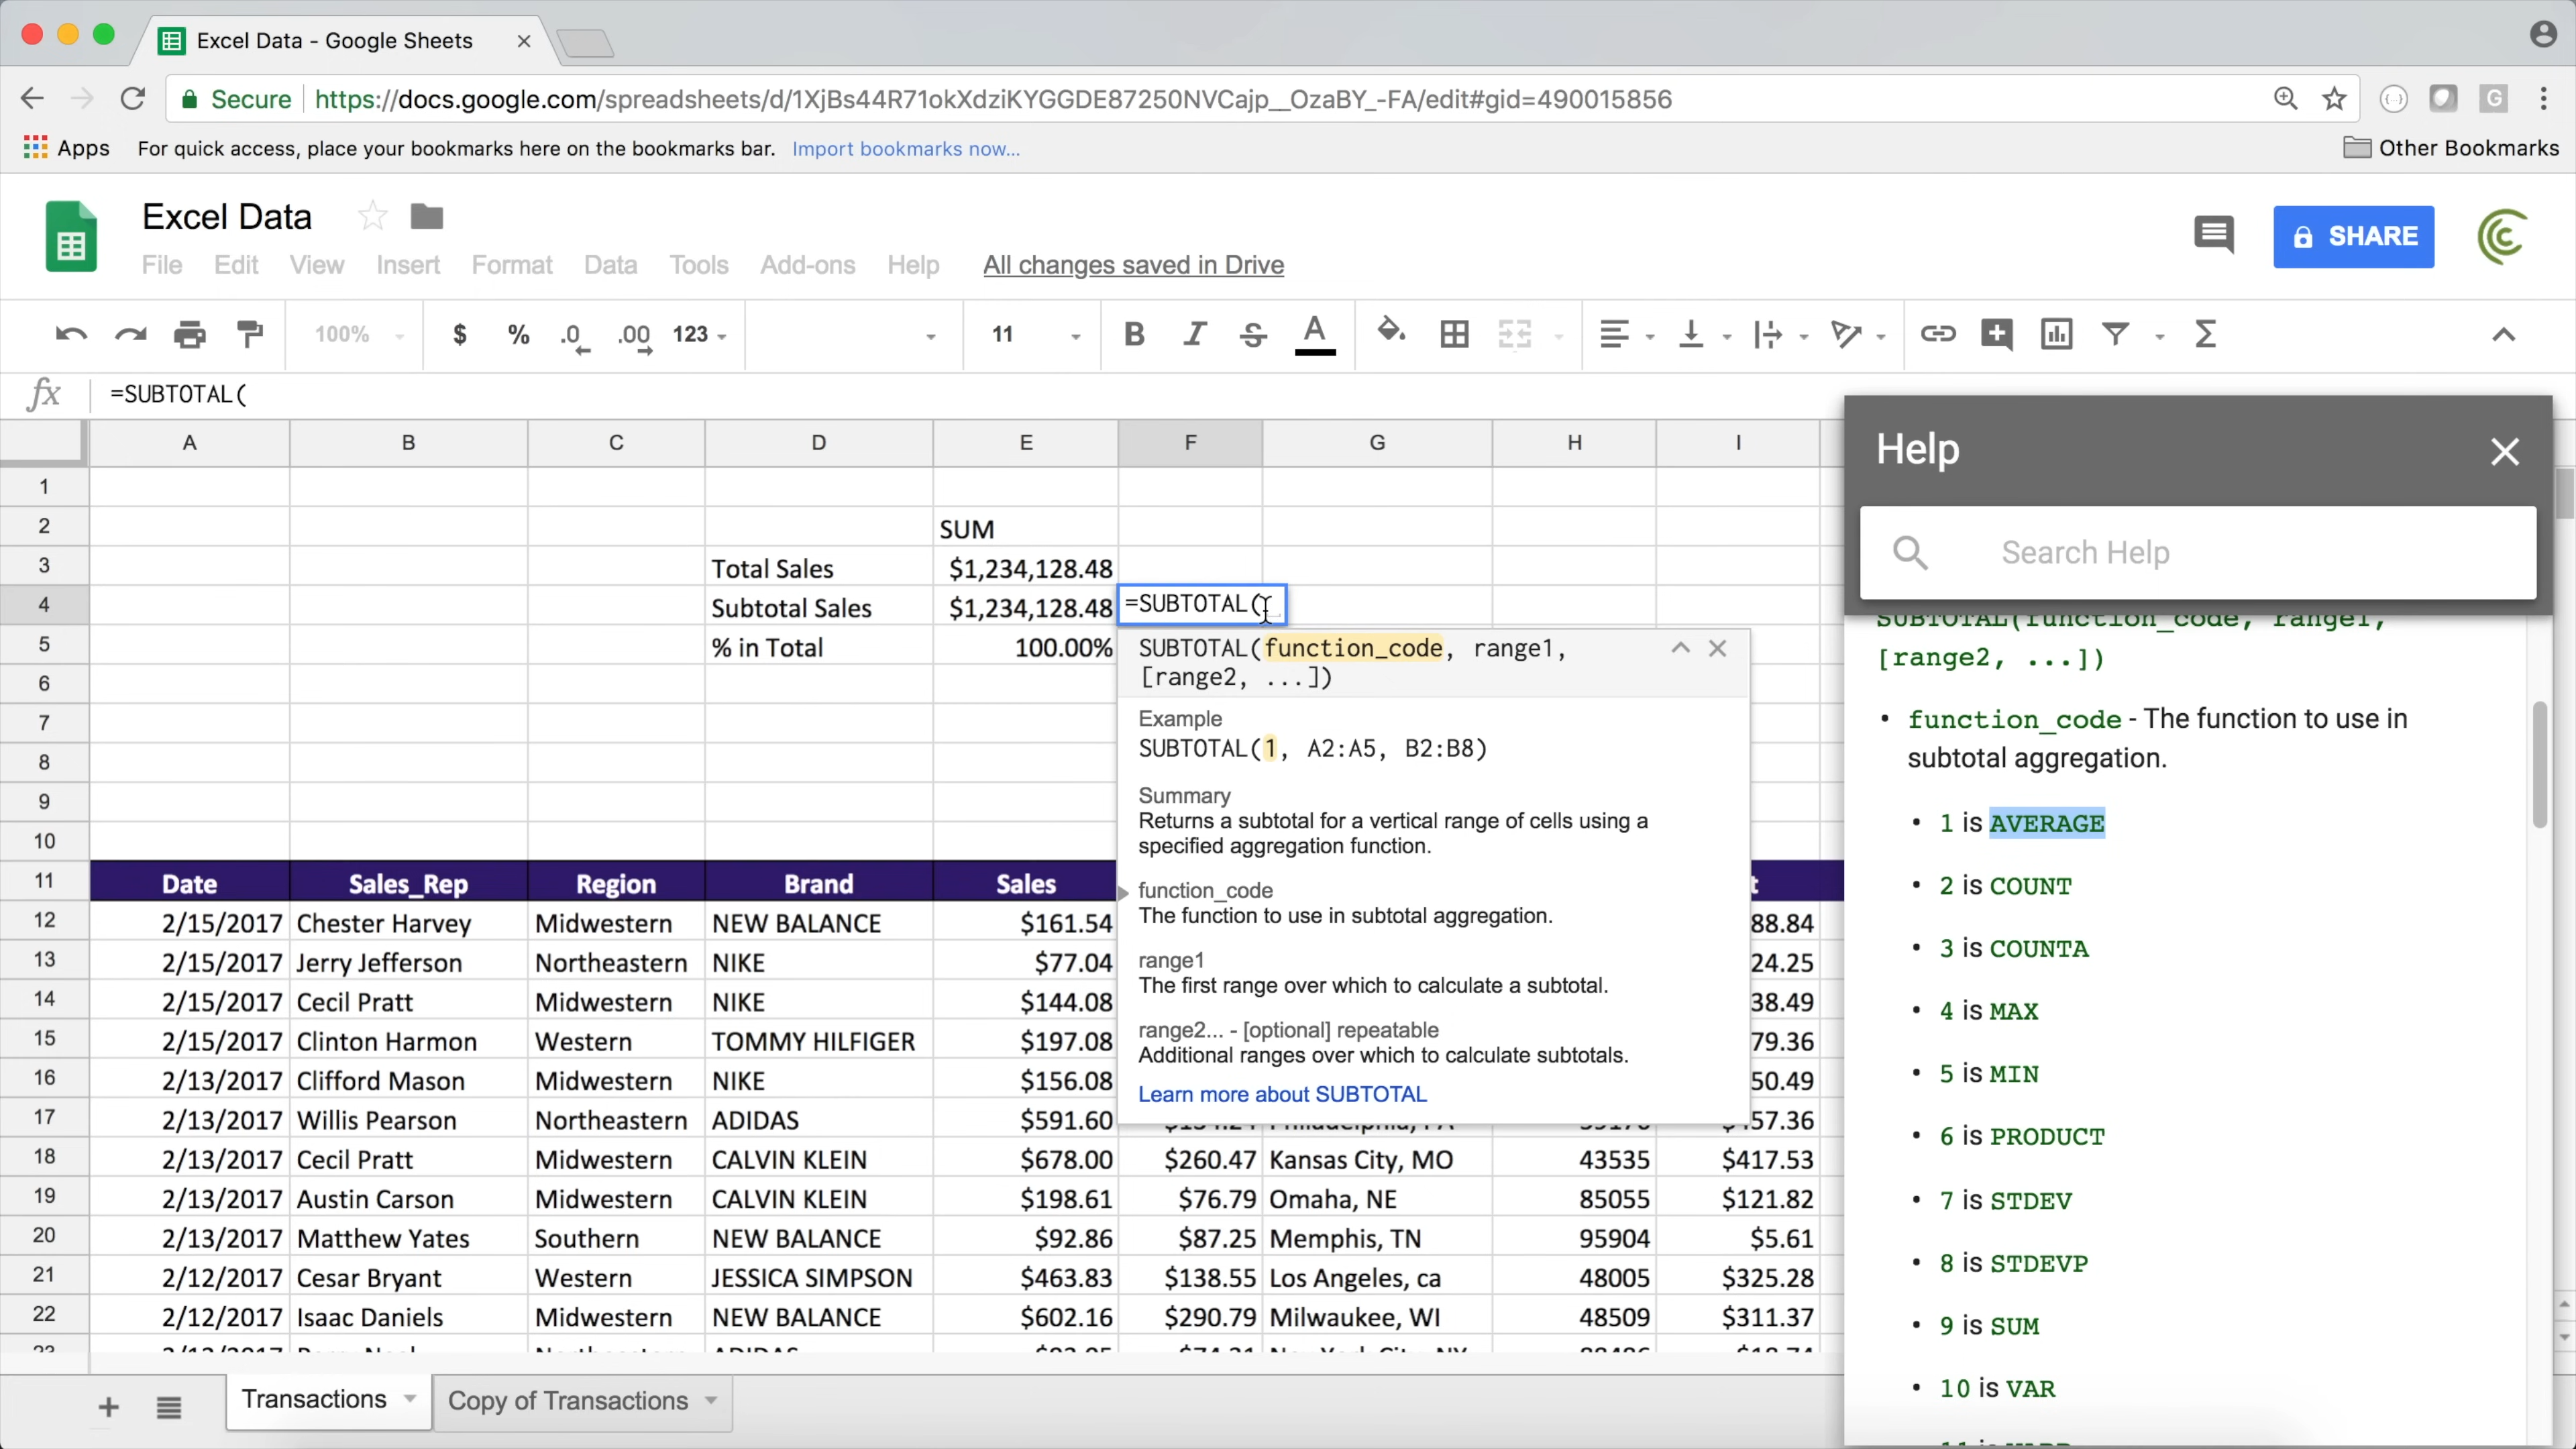 Excel Data - Google Sheets
Secure https://docs.google.com/spreadsheets/d/1XjBs44R71okXdziKYGGDE87250NVCajp__OzaBY_-FA/edit#gid=490015856
Apps For quick access, place your bookmarks here on the bookmarks bar. Import bookmarks now... Other Bookmarks
Excel Data
SHARE
File Edit View Insert Format Data Tools Add-ons Help All changes saved in Drive
100% $ % .0 .00 123 11 B I S A
fx =SUBTOTAL(
A B C D E F G H I
1
2 SUM
3 Total Sales $1,234,128.48
4 Subtotal Sales $1,234,128.48 =SUBTOTAL(
5 % in Total 100.00%
6
7
8
9
10
11 Date Sales_Rep Region Brand Sales
12 2/15/2017 Chester Harvey Midwestern NEW BALANCE $161.54 88.84
13 2/15/2017 Jerry Jefferson Northeastern NIKE $77.04 24.25
14 2/15/2017 Cecil Pratt Midwestern NIKE $144.08 38.49
15 2/15/2017 Clinton Harmon Western TOMMY HILFIGER $197.08 79.36
16 2/13/2017 Clifford Mason Midwestern NIKE $156.08 50.49
17 2/13/2017 Willis Pearson Northeastern ADIDAS $591.60 57.36
18 2/13/2017 Cecil Pratt Midwestern CALVIN KLEIN $678.00 $260.47 Kansas City, MO 43535 $417.53
19 2/13/2017 Austin Carson Midwestern CALVIN KLEIN $198.61 $76.79 Omaha, NE 85055 $121.82
20 2/13/2017 Matthew Yates Southern NEW BALANCE $92.86 $87.25 Memphis, TN 95904 $5.61
21 2/12/2017 Cesar Bryant Western JESSICA SIMPSON $463.83 $138.55 Los Angeles, ca 48005 $325.28
22 2/12/2017 Isaac Daniels Midwestern NEW BALANCE $602.16 $290.79 Milwaukee, WI 48509 $311.37
SUBTOTAL(function_code, range1,
[range2, ...])
Example
SUBTOTAL(1, A2:A5, B2:B8)
Summary
Returns a subtotal for a vertical range of cells using a
specified aggregation function.
function_code
The function to use in subtotal aggregation.
range1
The first range over which to calculate a subtotal.
range2... - [optional] repeatable
Additional ranges over which to calculate subtotals.
Learn more about SUBTOTAL
Help
Search Help
SUBTOTAL(function_code, range1,
[range2, ...])
• function_code - The function to use in
subtotal aggregation.
• 1 is AVERAGE
• 2 is COUNT
• 3 is COUNTA
• 4 is MAX
• 5 is MIN
• 6 is PRODUCT
• 7 is STDEV
• 8 is STDEVP
• 9 is SUM
• 10 is VAR
Transactions Copy of Transactions